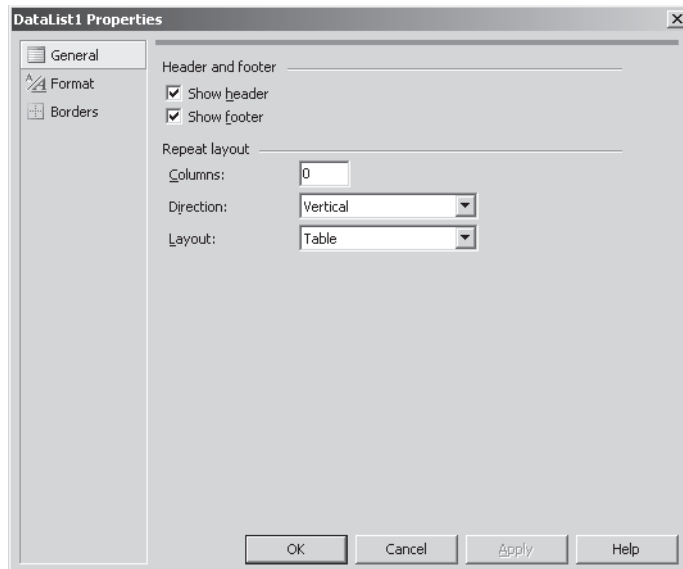 DataList1 Properties
General
Format
Borders
Header and footer
Show header
Show footer
Repeat layout
Columns: 0
Direction: Vertical
Layout: Table
OK Cancel Apply Help